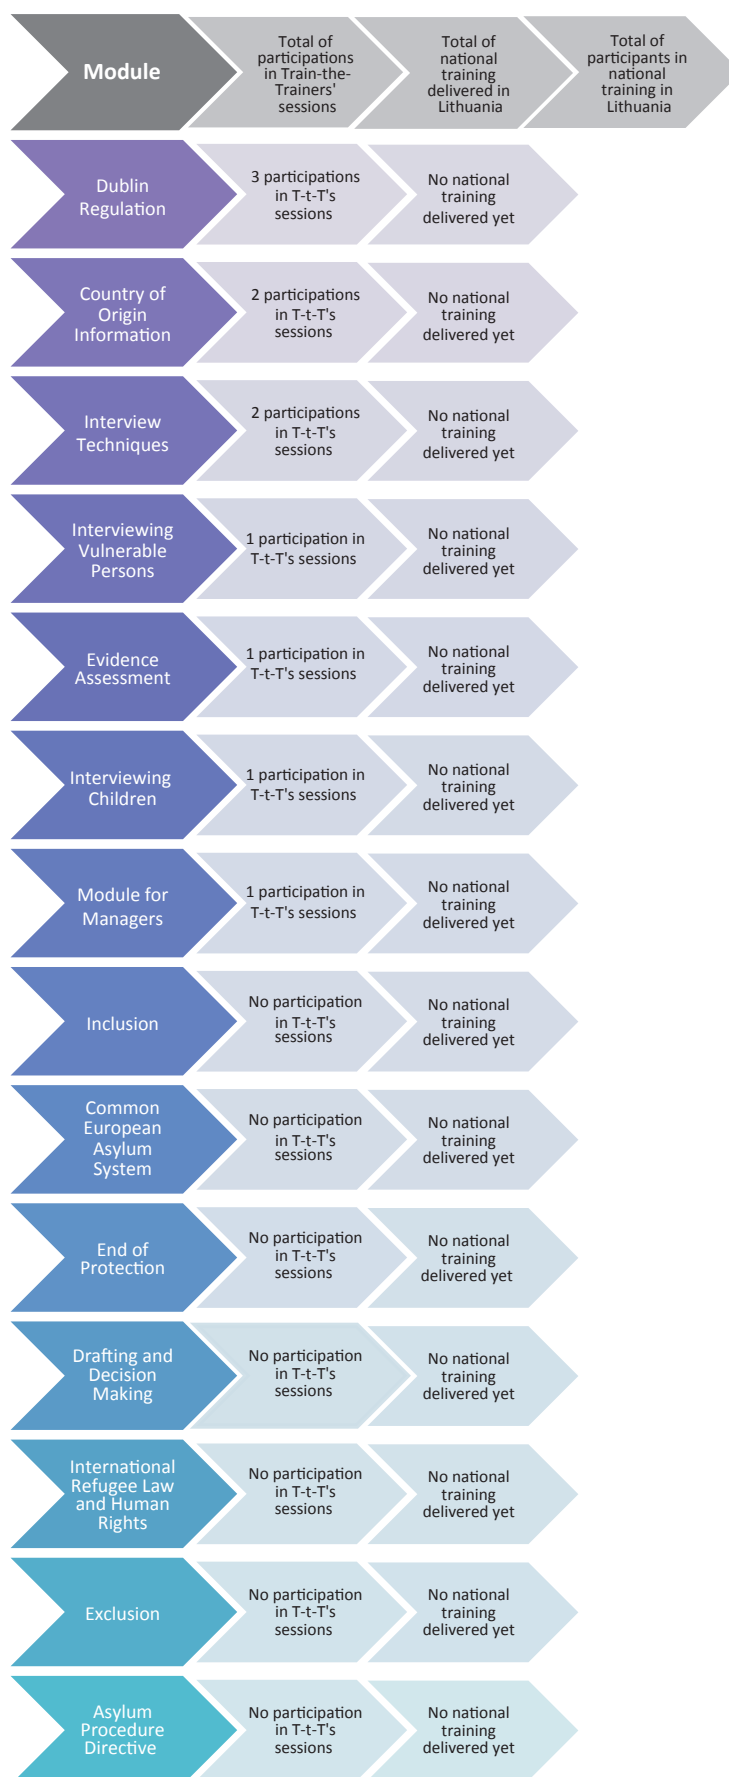 Module
Total of
participations
in Train-the-
Trainers'
sessions
Total of
national
training
delivered in
Lithuania
Total of
participants in
national
training in
Lithuania
Dublin
Regulation
3 participations
in T-t-T's
sessions
No national
training
delivered yet
Country of
Origin
Information
2 participations
in T-t-T's
sessions
No national
training
delivered yet
Interview
Techniques
2 participations
in T-t-T's
sessions
No national
training
delivered yet
Interviewing
Vulnerable
Persons
1 participation in
T-t-T's sessions
No national
training
delivered yet
Evidence
Assessment
1 participation in
T-t-T's sessions
No national
training
delivered yet
Interviewing
Children
1 participation in
T-t-T's sessions
No national
training
delivered yet
Module for
Managers
1 participation in
T-t-T's sessions
No national
training
delivered yet
Inclusion
No participation
in T-t-T's
sessions
No national
training
delivered yet
Common
European
Asylum
System
No participation
in T-t-T's
sessions
No national
training
delivered yet
End of
Protection
No participation
in T-t-T's
sessions
No national
training
delivered yet
Drafting and
Decision
Making
No participation
in T-t-T's
sessions
No national
training
delivered yet
International
Refugee Law
and Human
Rights
No participation
in T-t-T's
sessions
No national
training
delivered yet
Exclusion
No participation
in T-t-T's
sessions
No national
training
delivered yet
Asylum
Procedure
Directive
No participation
in T-t-T's
sessions
No national
training
delivered yet